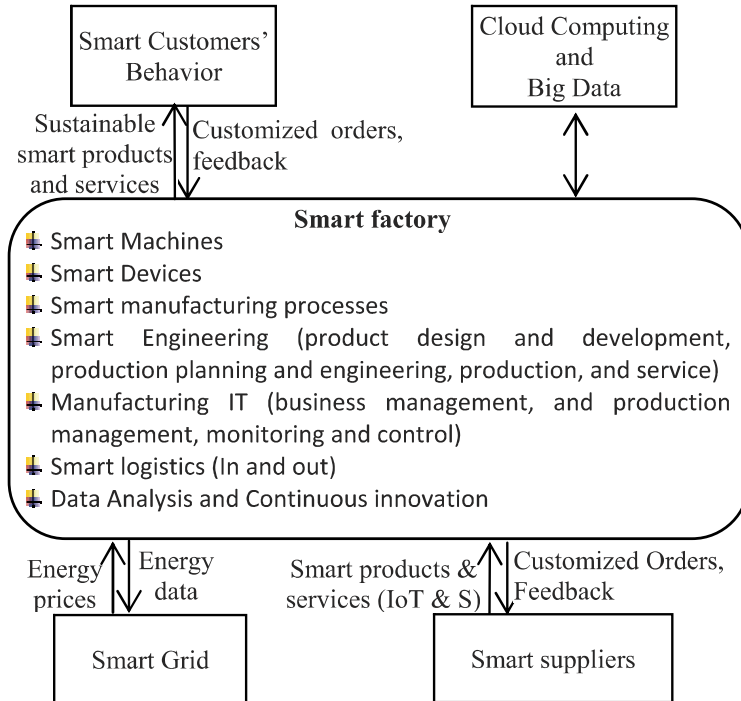 Smart Customers’
Behavior
Cloud Computing
and
Big Data
Sustainable
smart products
and services
Customized orders,
feedback
Smart factory
Smart Machines
Smart Devices
Smart manufacturing processes
Smart Engineering (product design and development,
production planning and engineering, production, and service)
Manufacturing IT (business management, and production
management, monitoring and control)
Smart logistics (In and out)
Data Analysis and Continuous innovation
Energy
prices
Energy
data
Smart products &
services (IoT & S)
Customized Orders,
Feedback
Smart Grid
Smart suppliers